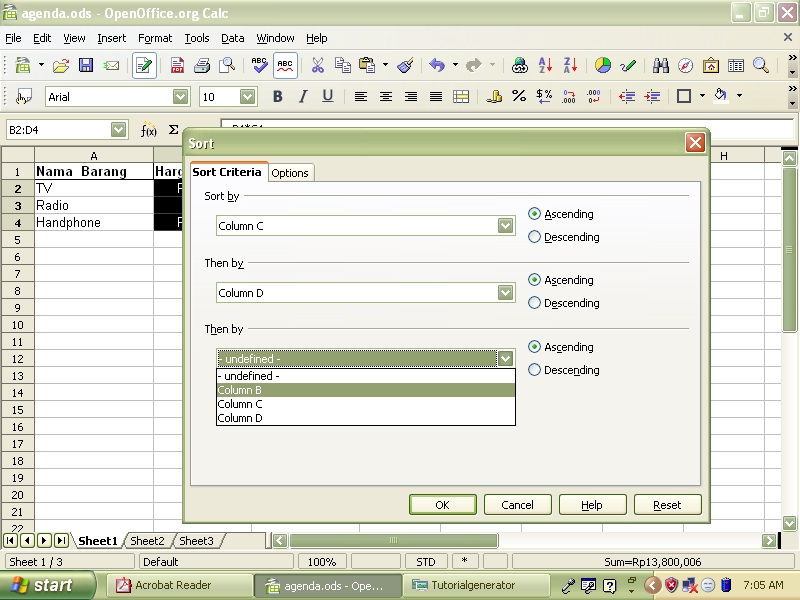 agenda.ods - OpenOffice.org Calc
File Edit View Insert Format Tools Data Window Help
ABC ABC A Z Z A
Arial 10 B I U % $%
B2:D4 f(x) Σ
A H
1 Nama Barang Harg
2 TV
3 Radio
4 Handphone
5
6
7
8
9
10
11
12
13
14
15
16
17
18
19
20
21
22
Sort
Sort Criteria Options
Sort by
Column C
Ascending
Descending
Then by
Column D
Ascending
Descending
Then by
- undefined -
Ascending
Descending
- undefined -
Column B
Column C
Column D
OK Cancel Help Reset
Sheet1 Sheet2 Sheet3
Sheet 1 / 3 Default 100% STD * Sum=Rp13,800,006
start Acrobat Reader agenda.ods - Ope... Tutorialgenerator 7:05 AM